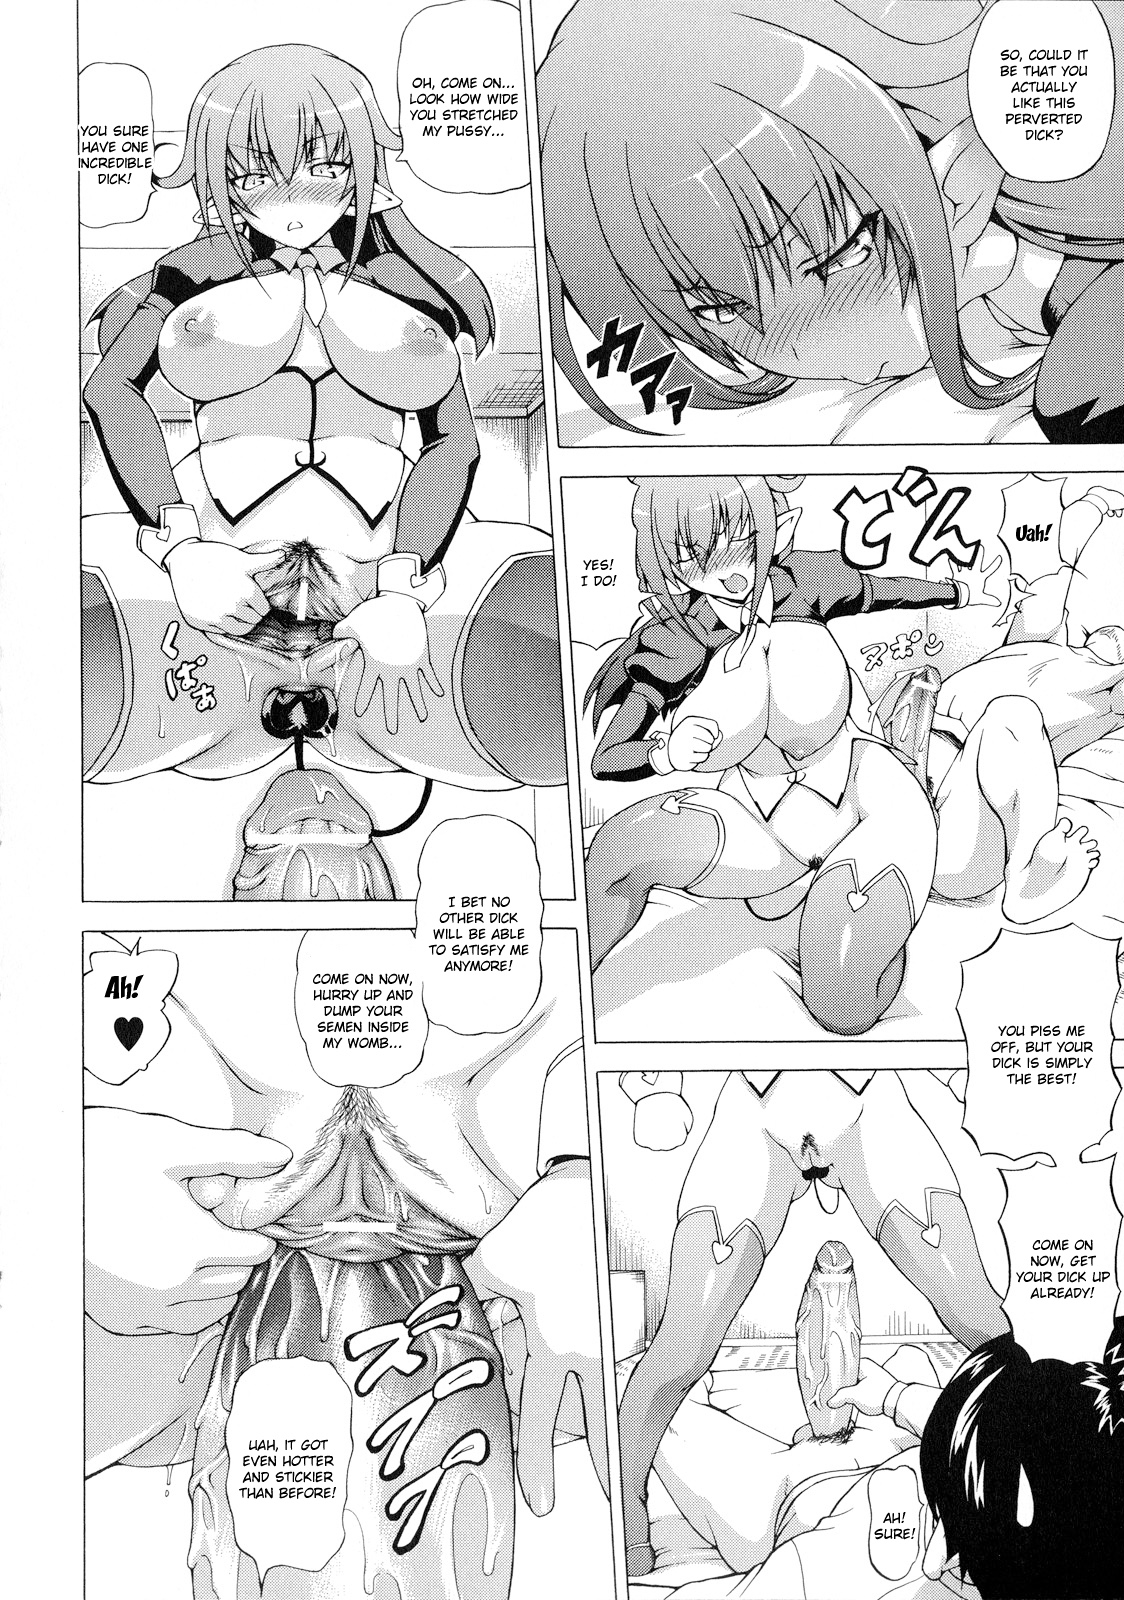 SO, COULD IT
BE THAT YOU
ACTUALLY
LIKE THIS
PERVERTED
DICK?
カァァァ
Uah!
どん
YES!
I DO!
ヌポン
YOU PISS ME
OFF, BUT YOUR
DICK IS SIMPLY
THE BEST!
COME ON
NOW, GET
YOUR DICK UP
ALREADY!
AH!
SURE!
OH, COME ON...
LOOK HOW WIDE
YOU STRETCHED
MY PUSSY...
YOU SURE
HAVE ONE
INCREDIBLE
DICK!
くぱぁ
I BET NO
OTHER DICK
WILL BE ABLE
TO SATISFY ME
ANYMORE!
COME ON NOW,
HURRY UP AND
DUMP YOUR
SEMEN INSIDE
MY WOMB...
Ah!
♥
ズブブ
UAH, IT GOT
EVEN HOTTER
AND STICKIER
THAN BEFORE!